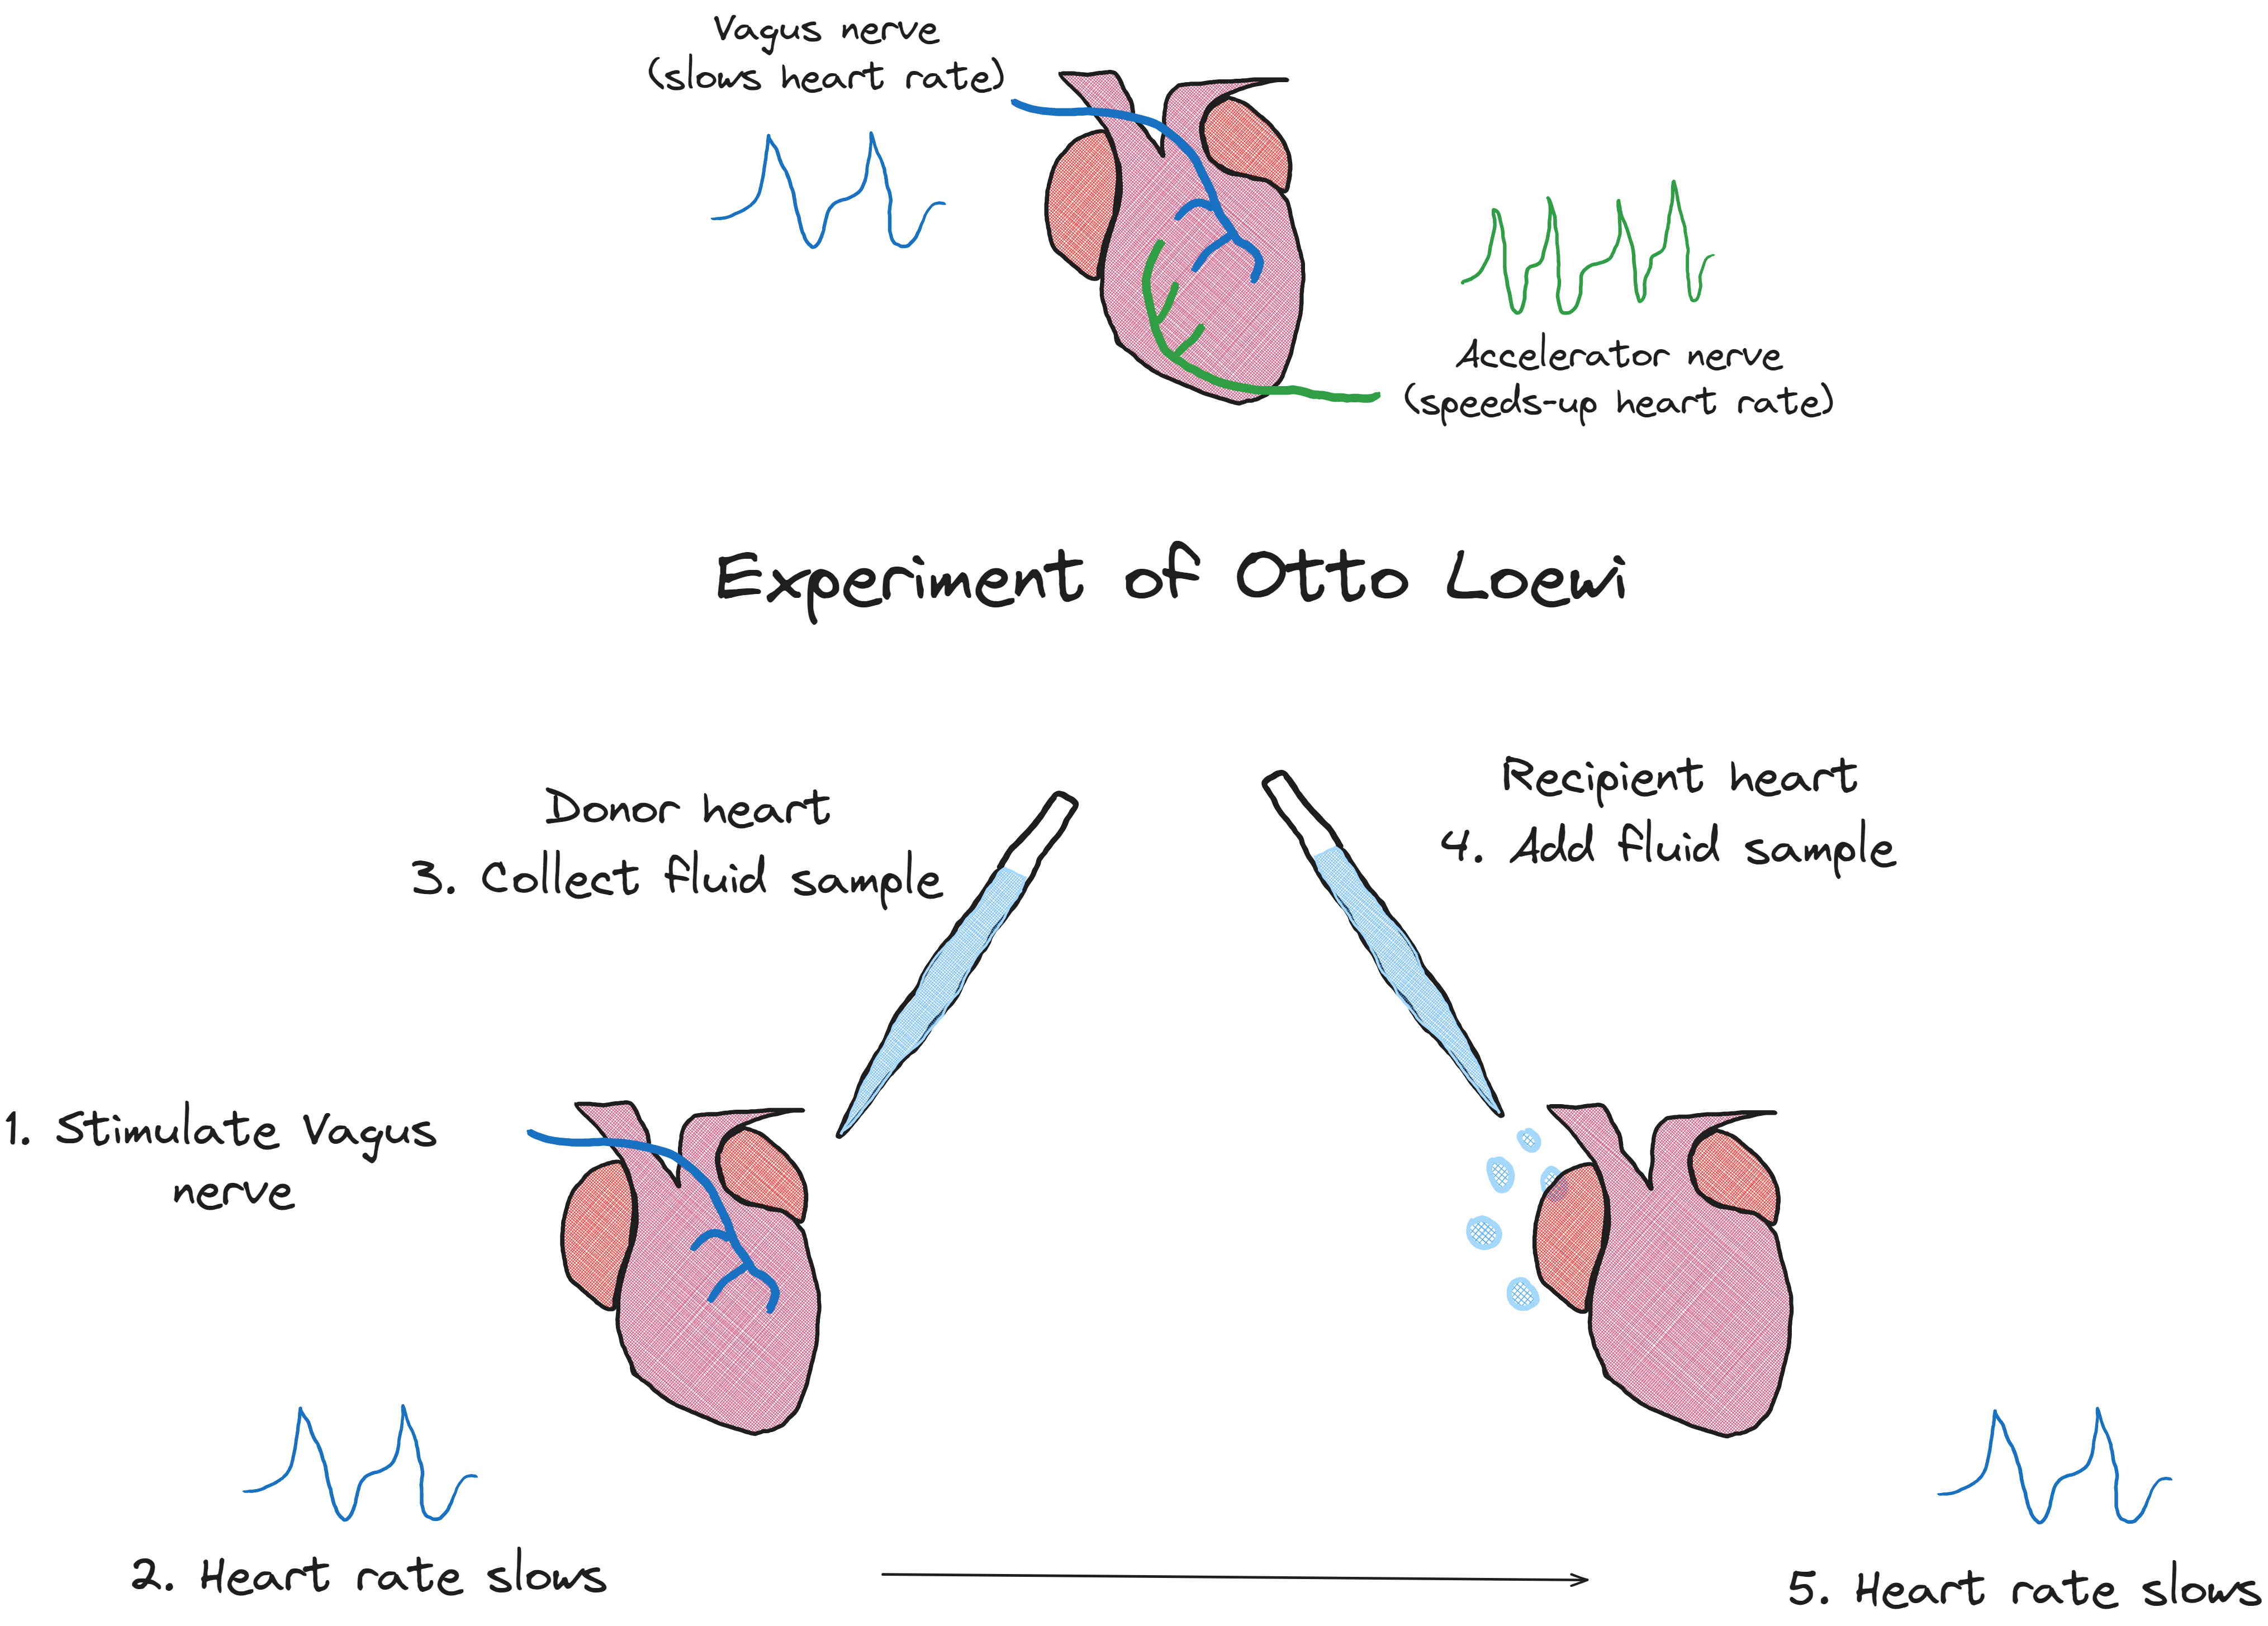 Vagus nerve
(slows heart rate)
Accelerator nerve
(speeds-up heart rate)
Experiment of Otto Loewi
Donor heart
3. Collect fluid sample
Recipient heart
4. Add fluid sample
1. Stimulate Vagus
nerve
2. Heart rate slows
5. Heart rate slows